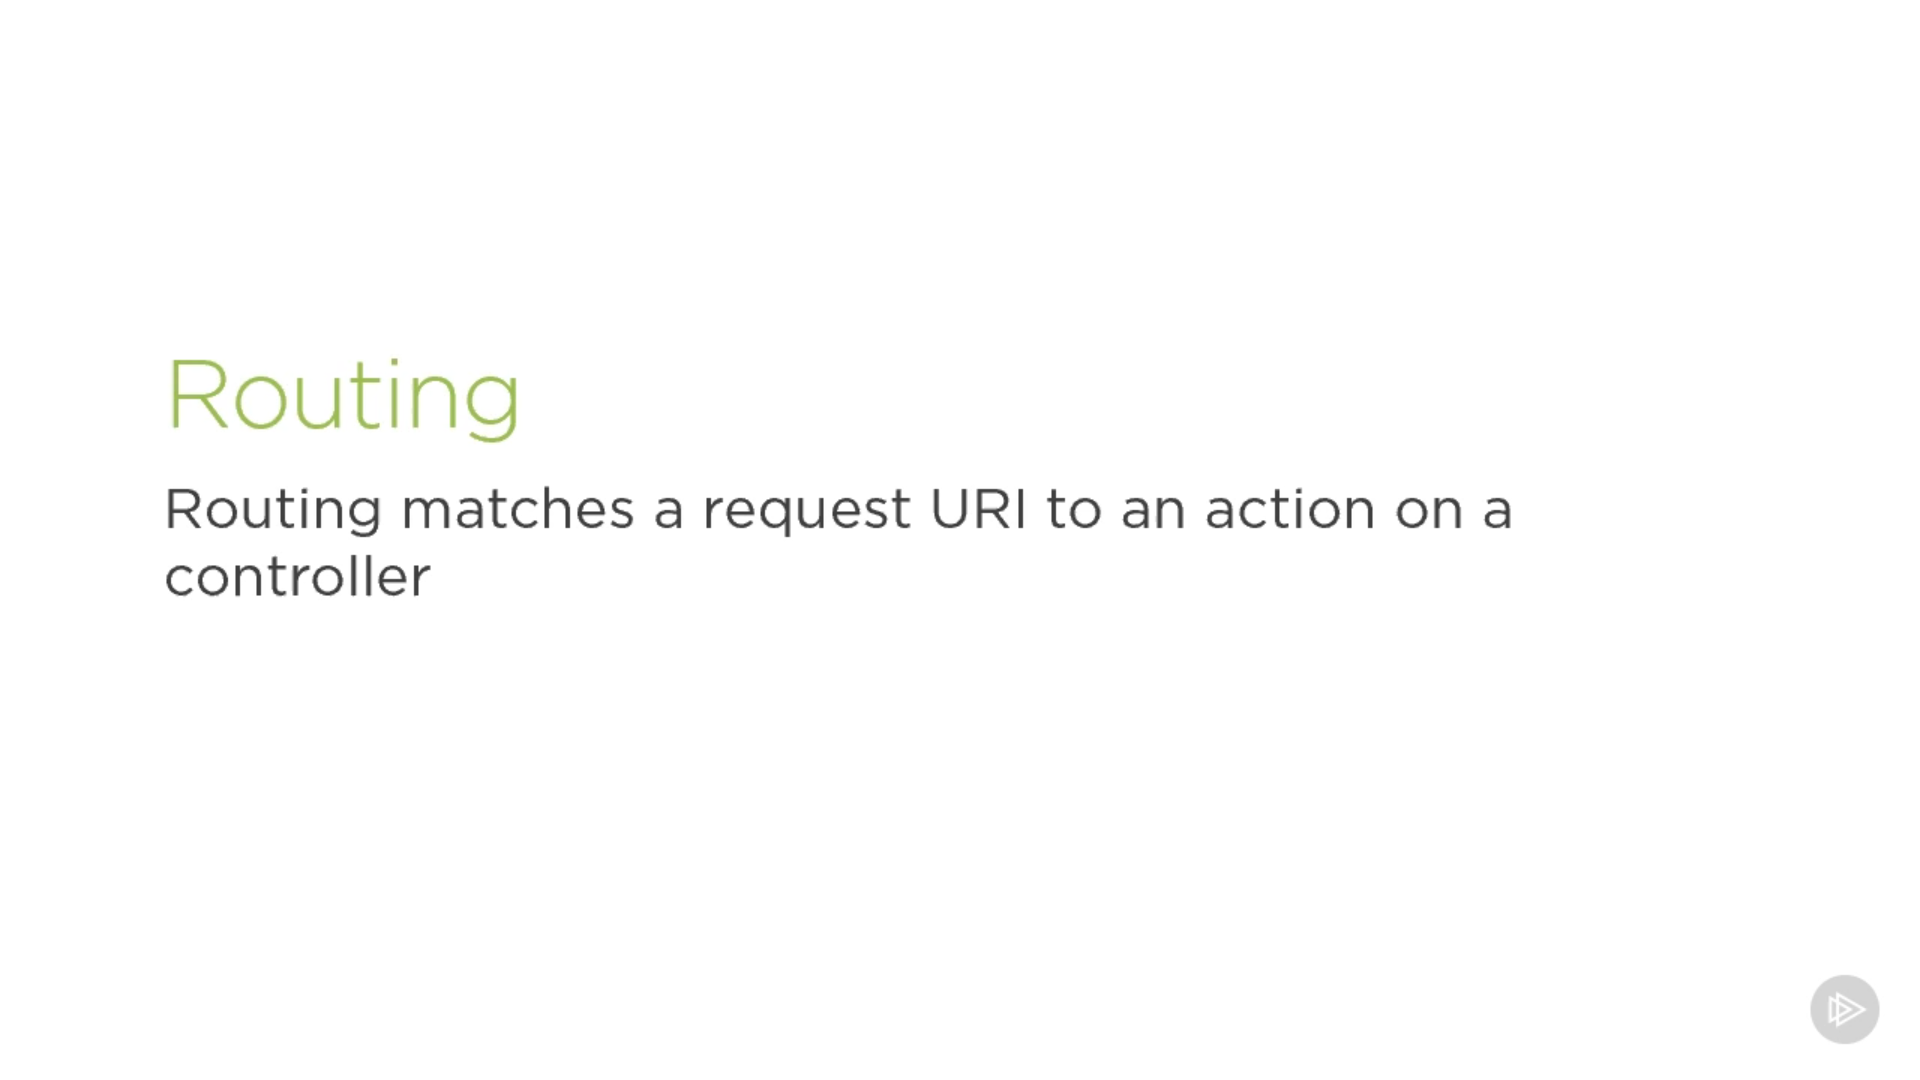 Routing
Routing matches a request URI to an action on a
controller